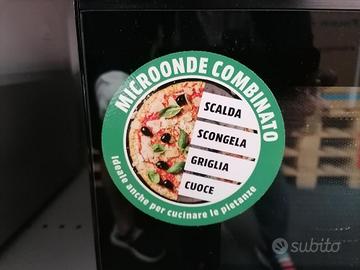 MICROONDE COMBINATO
SCALDA
SCONGELA
GRIGLIA
CUOCE
Ideale anche per cucinare le pietanze
subito